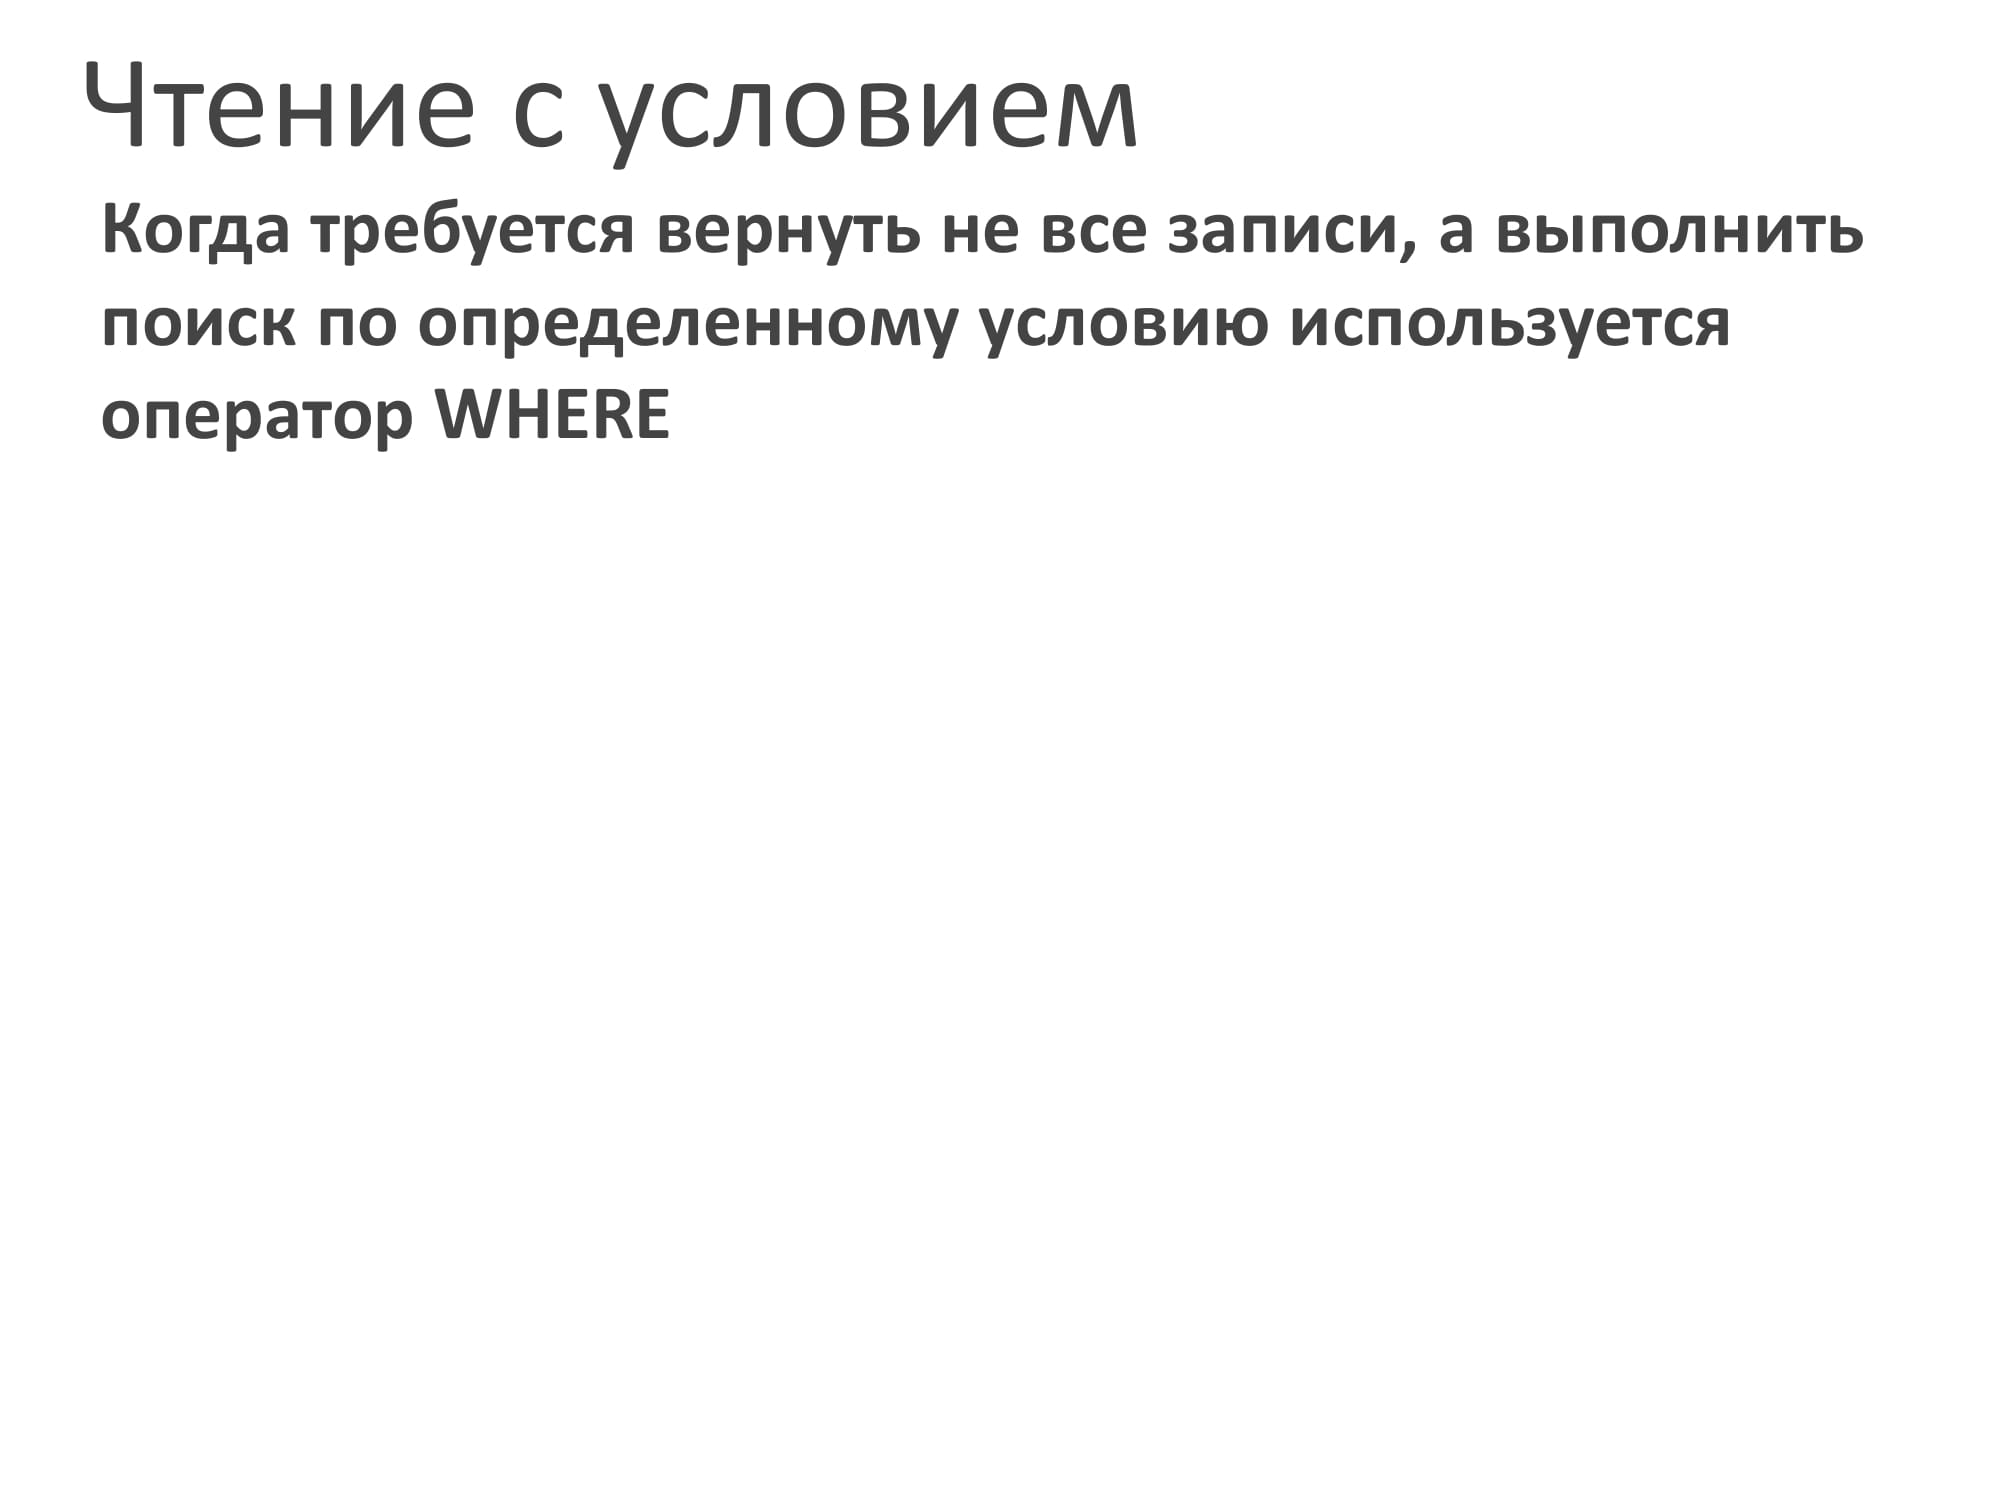 Чтение с условием
Когда требуется вернуть не все записи, а выполнить
поиск по определенному условию используется
оператор WHERE